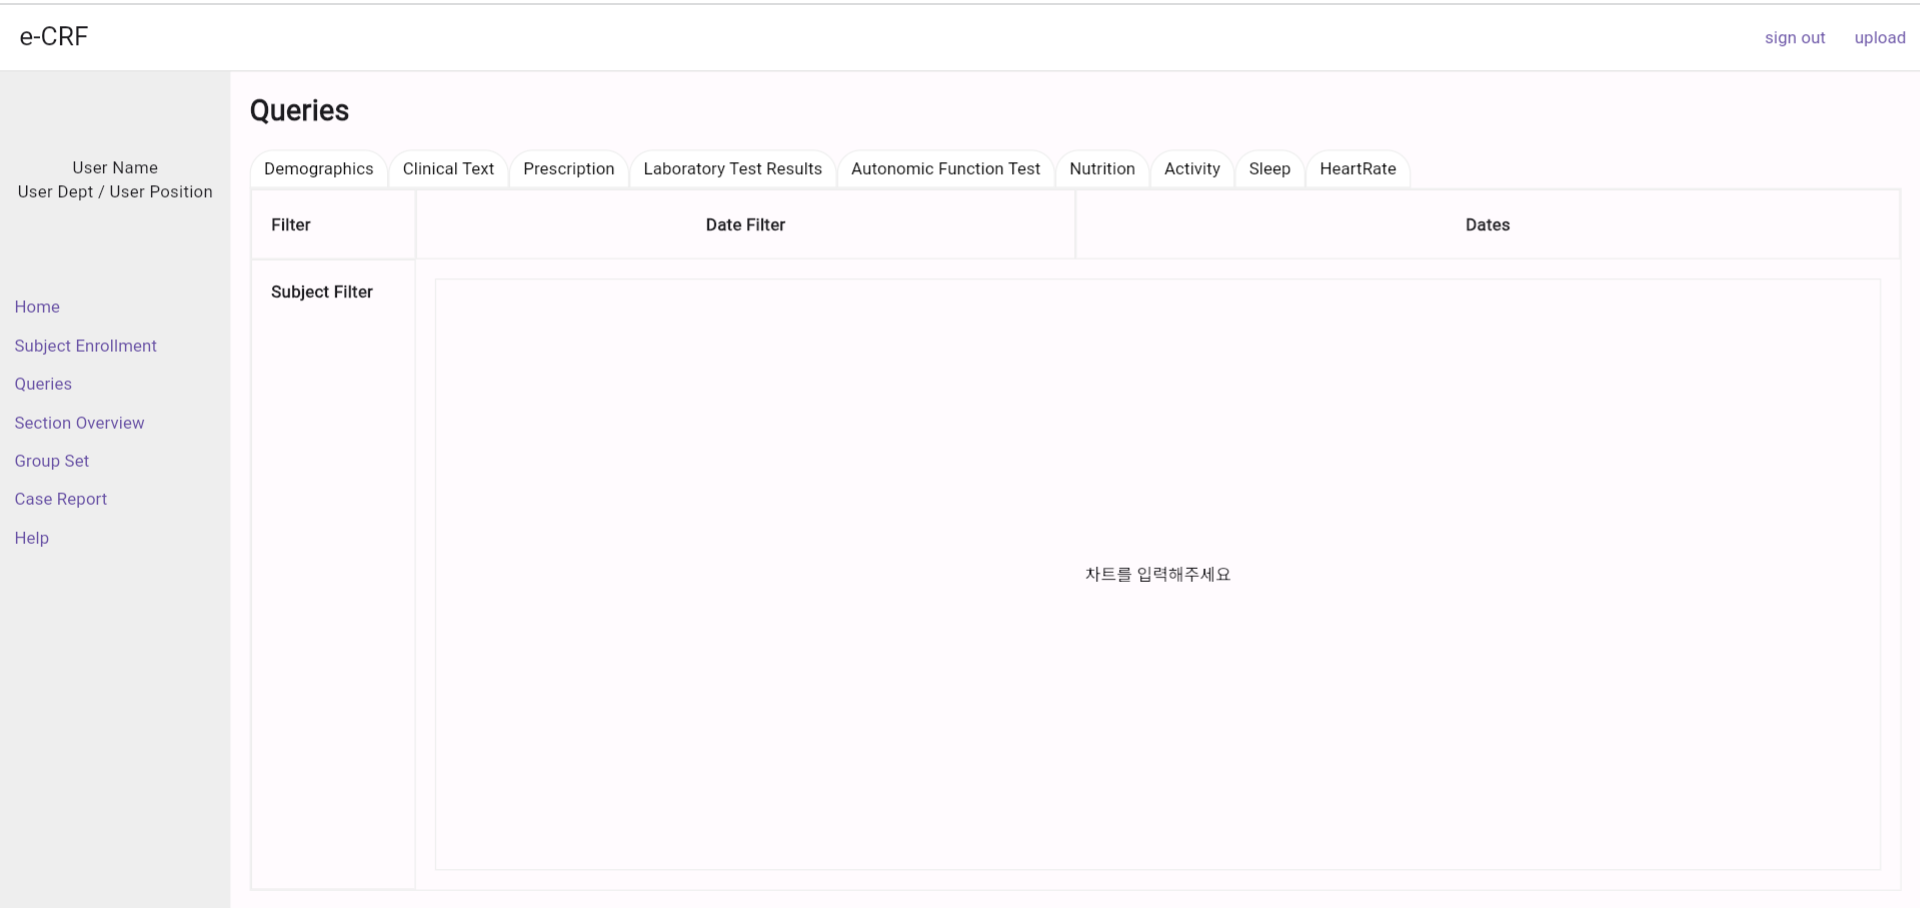 e-CRF
sign out upload
User Name
User Dept / User Position
Home
Subject Enrollment
Queries
Section Overview
Group Set
Case Report
Help
Queries
Demographics Clinical Text Prescription Laboratory Test Results Autonomic Function Test Nutrition Activity Sleep HeartRate
Filter Date Filter Dates
Subject Filter
차트를 입력해주세요